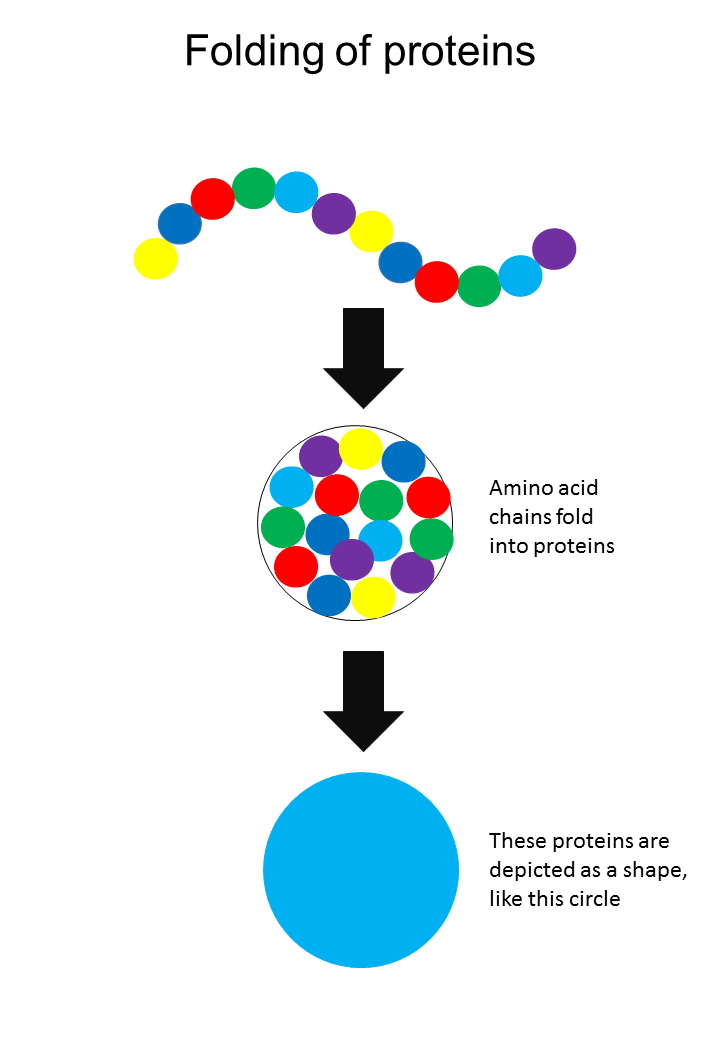 Folding of proteins
Amino acid
chains fold
into proteins
These proteins are
depicted as a shape,
like this circle